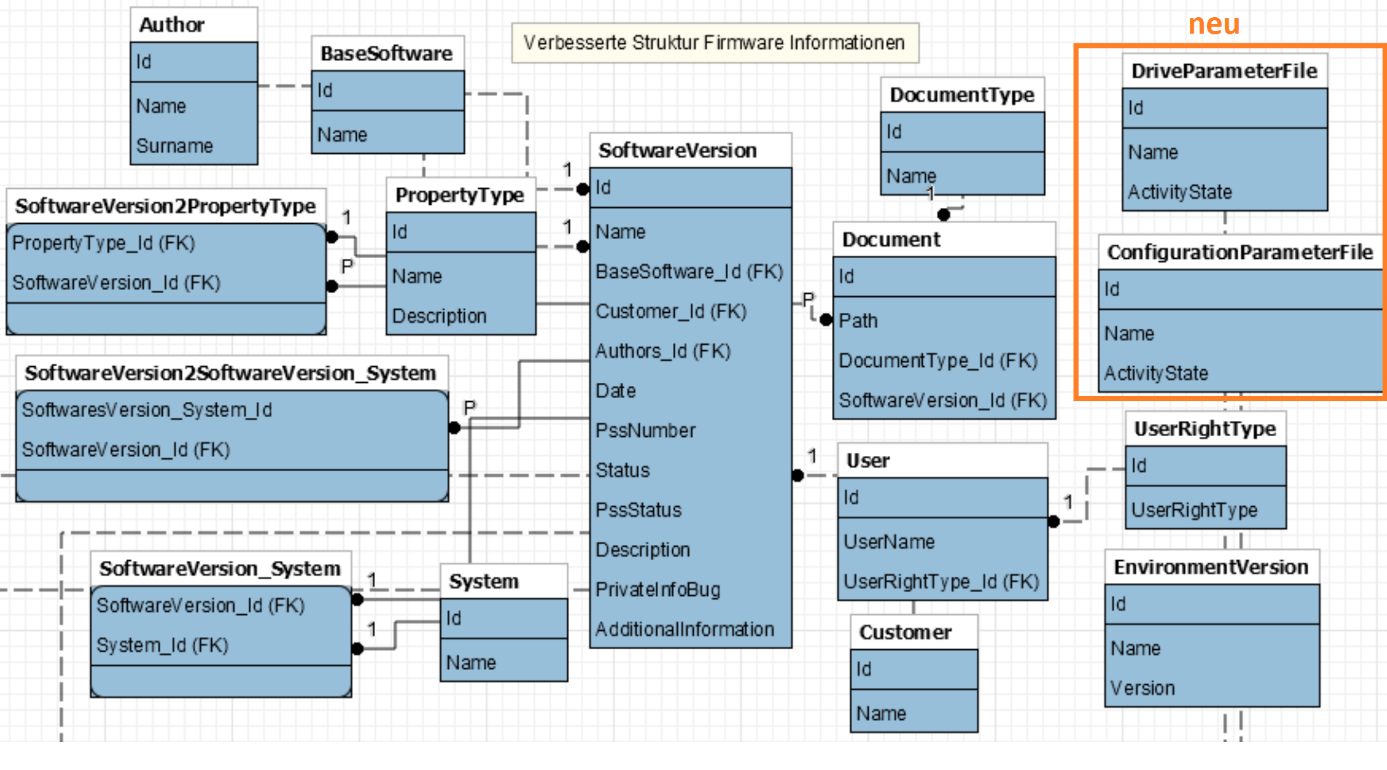 neu
Verbesserte Struktur Firmware Informationen
Author
Id
Name
Surname
BaseSoftware
Id
Name
SoftwareVersion2PropertyType
PropertyType_Id (FK)
SoftwareVersion_Id (FK)
1
P
PropertyType
Id
Name
Description
SoftwareVersion2SoftwareVersion_System
SoftwaresVersion_System_Id
SoftwareVersion_Id (FK)
P
SoftwareVersion_System
SoftwareVersion_Id (FK)
System_Id (FK)
1
1
System
Id
Name
1
1
SoftwareVersion
Id
Name
BaseSoftware_Id (FK)
Customer_Id (FK)
Authors_Id (FK)
Date
PssNumber
Status
PssStatus
Description
PrivateInfoBug
AdditionalInformation
DocumentType
Id
Name
1
Document
Id
Path
DocumentType_Id (FK)
SoftwareVersion_Id (FK)
P
1
User
Id
UserName
UserRightType_Id (FK)
1
Customer
Id
Name
DriveParameterFile
Id
Name
ActivityState
ConfigurationParameterFile
Id
Name
ActivityState
UserRightType
Id
UserRightType
EnvironmentVersion
Id
Name
Version